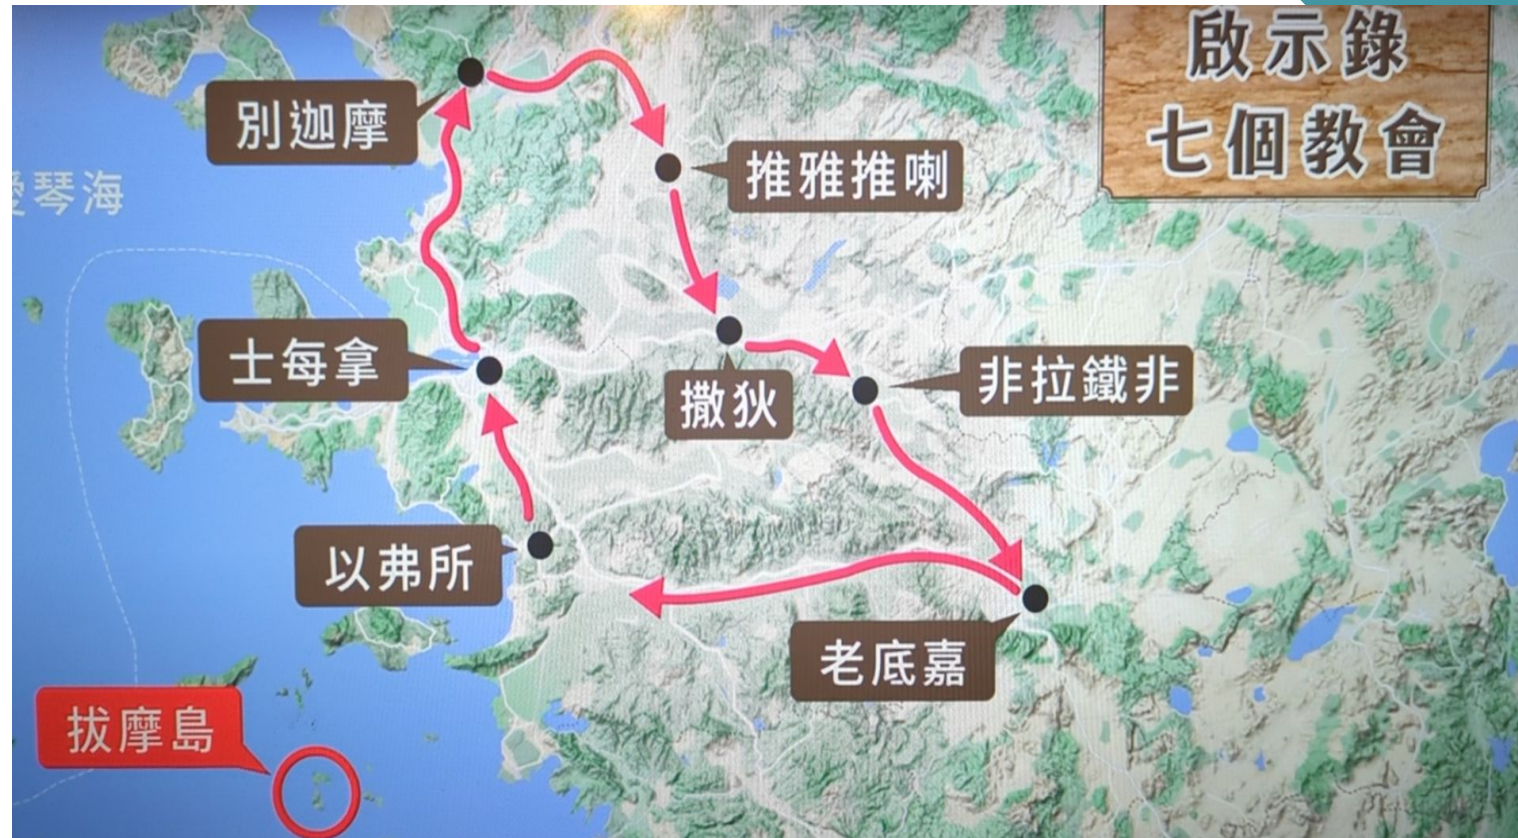 啟示錄
七個教會
別迦摩
推雅推喇
琴海
士每拿
撒狄
非拉鐵非
以弗所
老底嘉
拔摩島